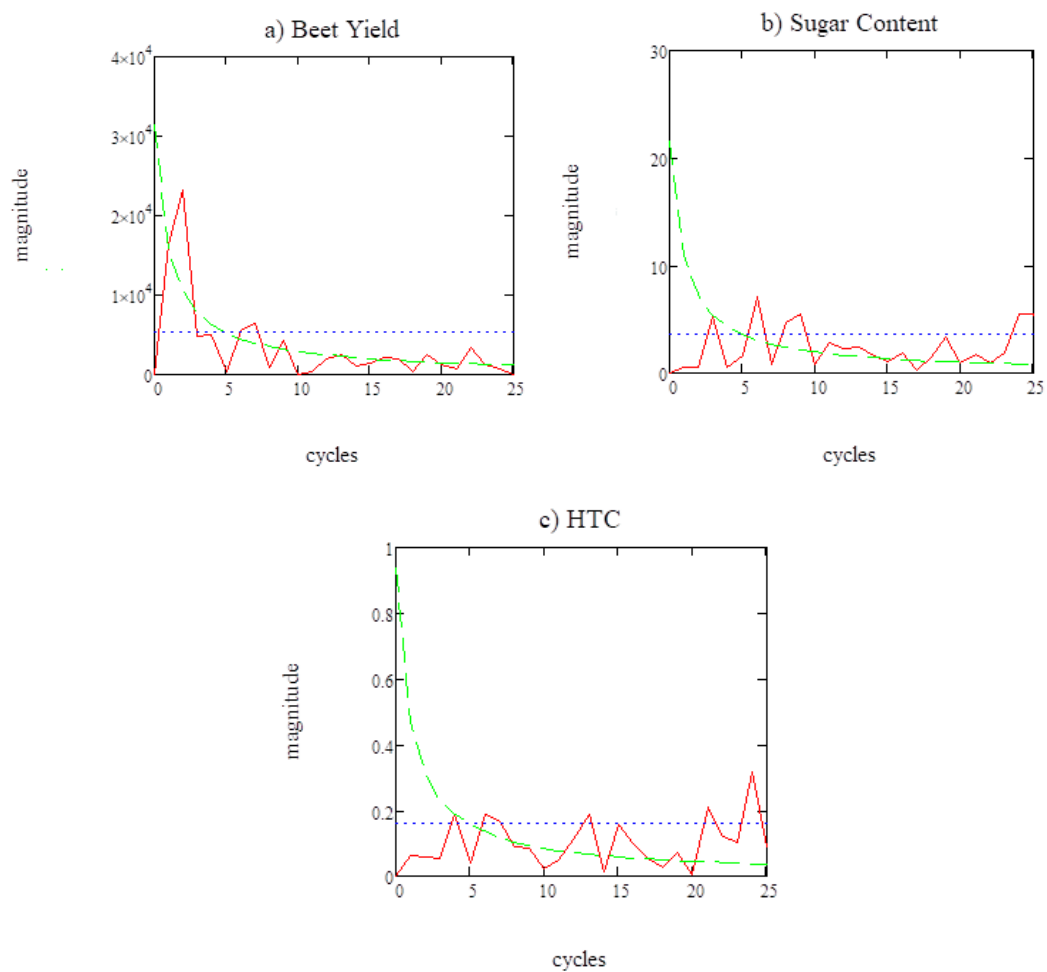 a) Beet Yield
4×10⁴
3×10⁴
2×10⁴
1×10⁴
0
0 5 10 15 20 25
magnitude
cycles
b) Sugar Content
30
20
10
0
0 5 10 15 20 25
magnitude
cycles
c) HTC
1
0.8
0.6
0.4
0.2
0
0 5 10 15 20 25
magnitude
cycles